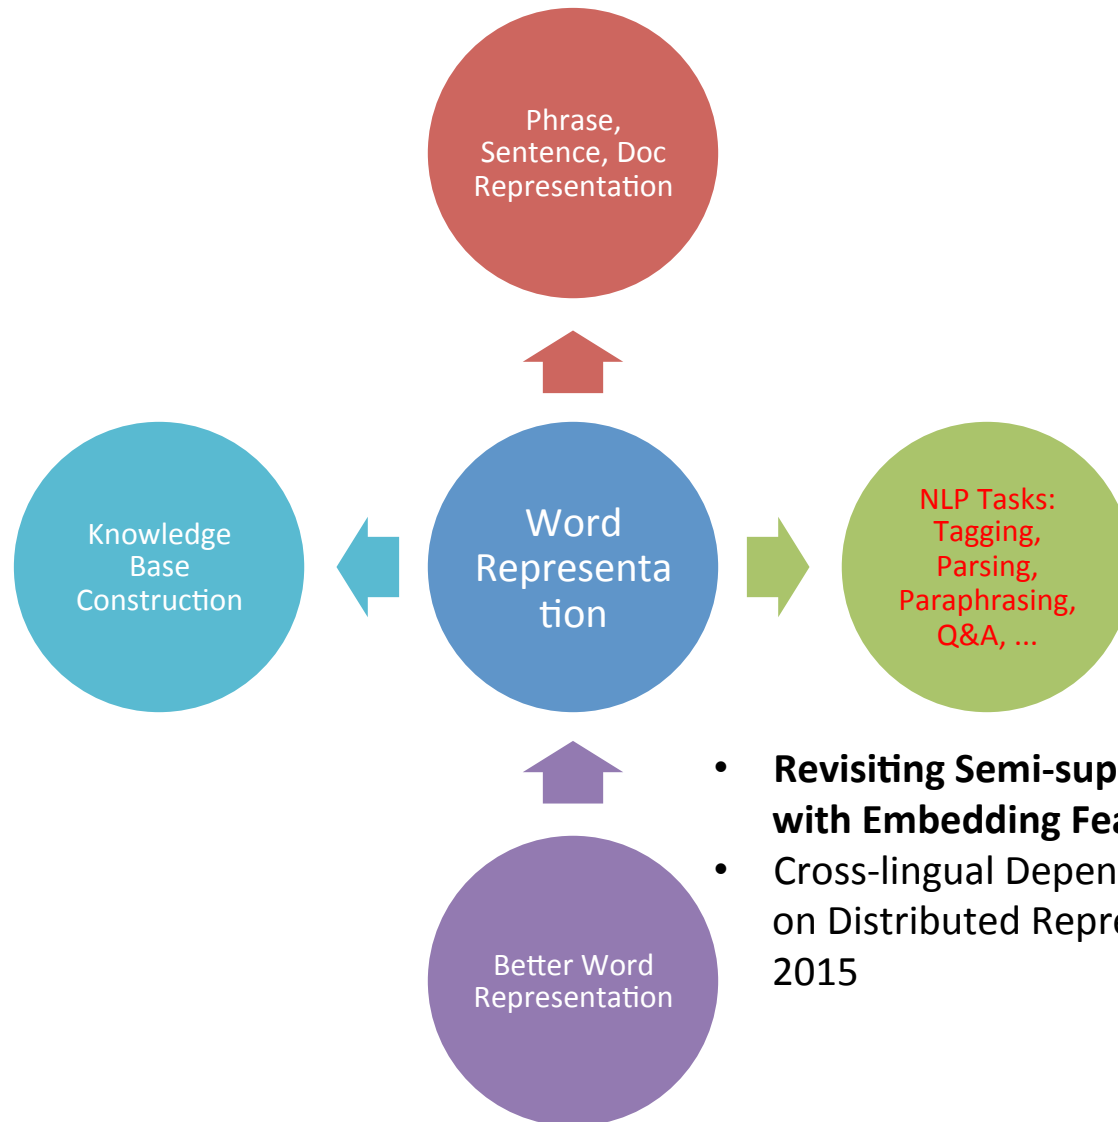 Phrase,
Sentence, Doc
Representation
Knowledge
Base
Construction
Word
Representa
tion
NLP Tasks:
Tagging,
Parsing,
Paraphrasing,
Q&A, ...
• Revisiting Semi-sup
with Embedding Fea
• Cross-lingual Depen
on Distributed Repre
2015
Better Word
Representation